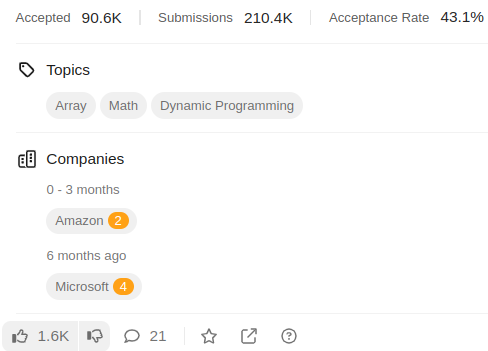 Accepted 90.6K Submissions 210.4K Acceptance Rate 43.1%
Topics
Array Math Dynamic Programming
Companies
0 - 3 months
Amazon 2
6 months ago
Microsoft 4
1.6K 21